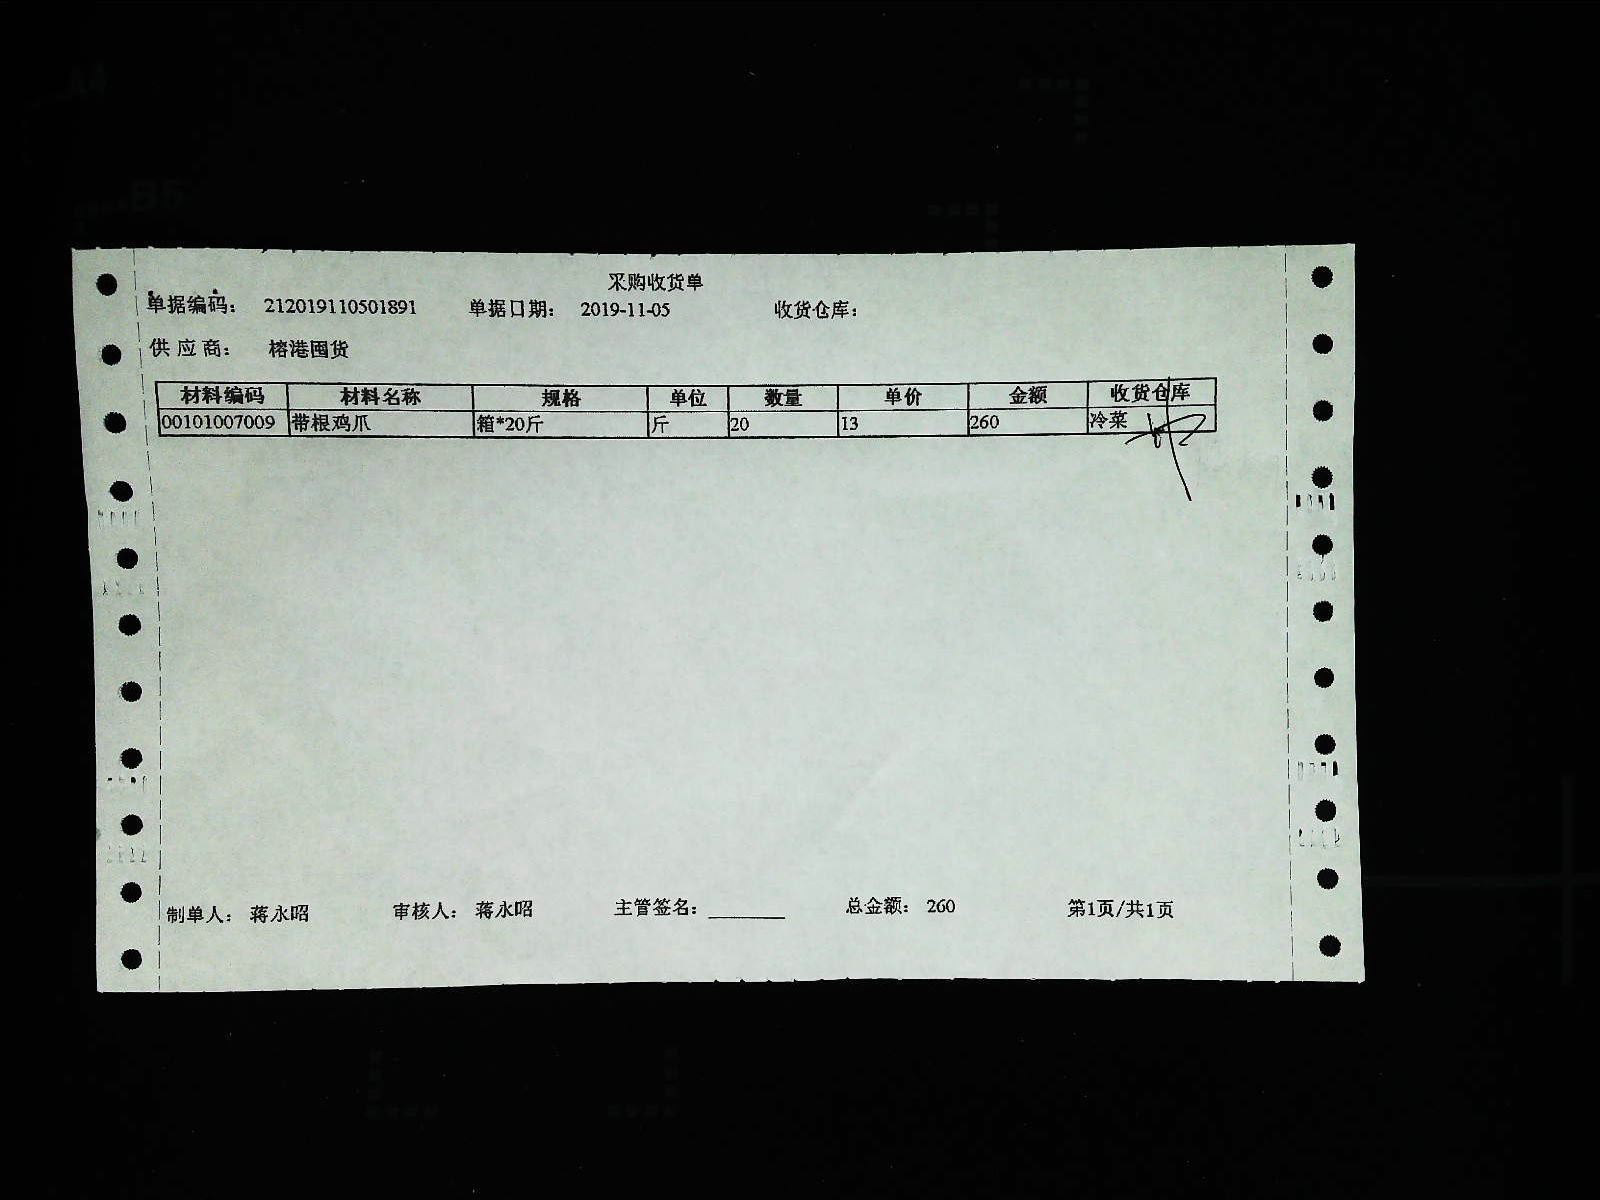 采购收货单
单据编码： 212019110501891 单据日期： 2019-11-05 收货仓库：
供应商： 榕港囤货
材料编码 材料名称 规格 单位 数量 单价 金额 收货仓库
00101007009 带根鸡爪 箱*20斤 斤 20 13 260 冷菜
制单人： 蒋永昭 审核人： 蒋永昭 主管签名：________ 总金额： 260 第1页/共1页